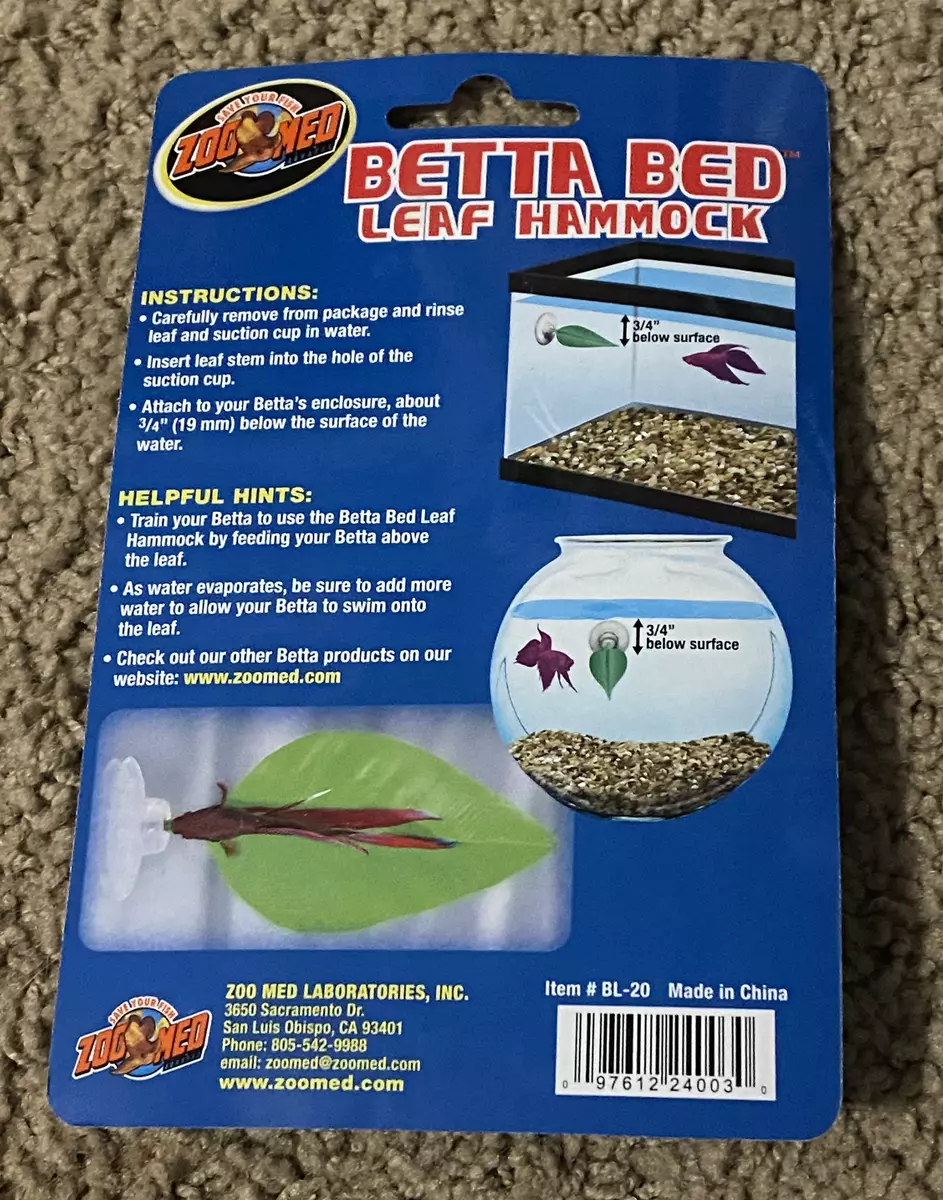 SAVE YOUR FISH
ZOO MED
BETTA BED™
LEAF HAMMOCK
INSTRUCTIONS:
• Carefully remove from package and rinse
leaf and suction cup in water.
• Insert leaf stem into the hole of the
suction cup.
• Attach to your Betta's enclosure, about
3/4" (19 mm) below the surface of the
water.
3/4"
below surface
HELPFUL HINTS:
• Train your Betta to use the Betta Bed Leaf
Hammock by feeding your Betta above
the leaf.
• As water evaporates, be sure to add more
water to allow your Betta to swim onto
the leaf.
• Check out our other Betta products on our
website: www.zoomed.com
3/4"
below surface
SAVE YOUR FISH
ZOO MED
ZOO MED LABORATORIES, INC.
3650 Sacramento Dr.
San Luis Obispo, CA 93401
Phone: 805-542-9988
email: zoomed@zoomed.com
www.zoomed.com
Item # BL-20 Made in China
0 97612 24003 0